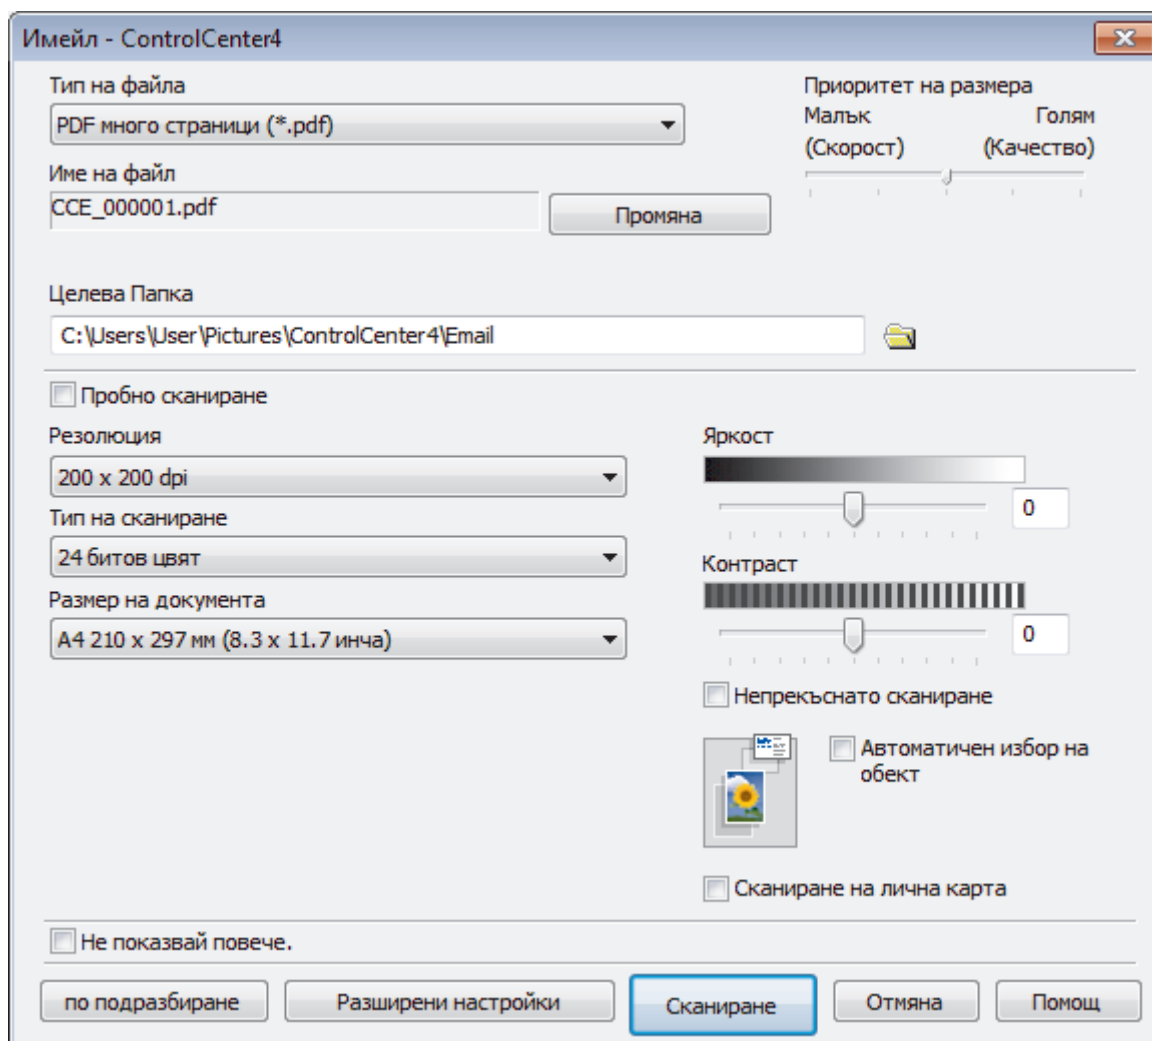 Имейл - ControlCenter4
Тип на файла
PDF много страници (*.pdf)
Приоритет на размера
Малък Голям
(Скорост) (Качество)
Име на файл
CCE_000001.pdf
Промяна
Целева Папка
C:\Users\User\Pictures\ControlCenter4\Email
Пробно сканиране
Резолюция
200 x 200 dpi
Тип на сканиране
24 битов цвят
Размер на документа
A4 210 x 297 мм (8.3 x 11.7 инча)
Яркост
0
Контраст
0
Непрекъснато сканиране
Автоматичен избор на
обект
Сканиране на лична карта
Не показвай повече.
по подразбиране Разширени настройки Сканиране Отмяна Помощ